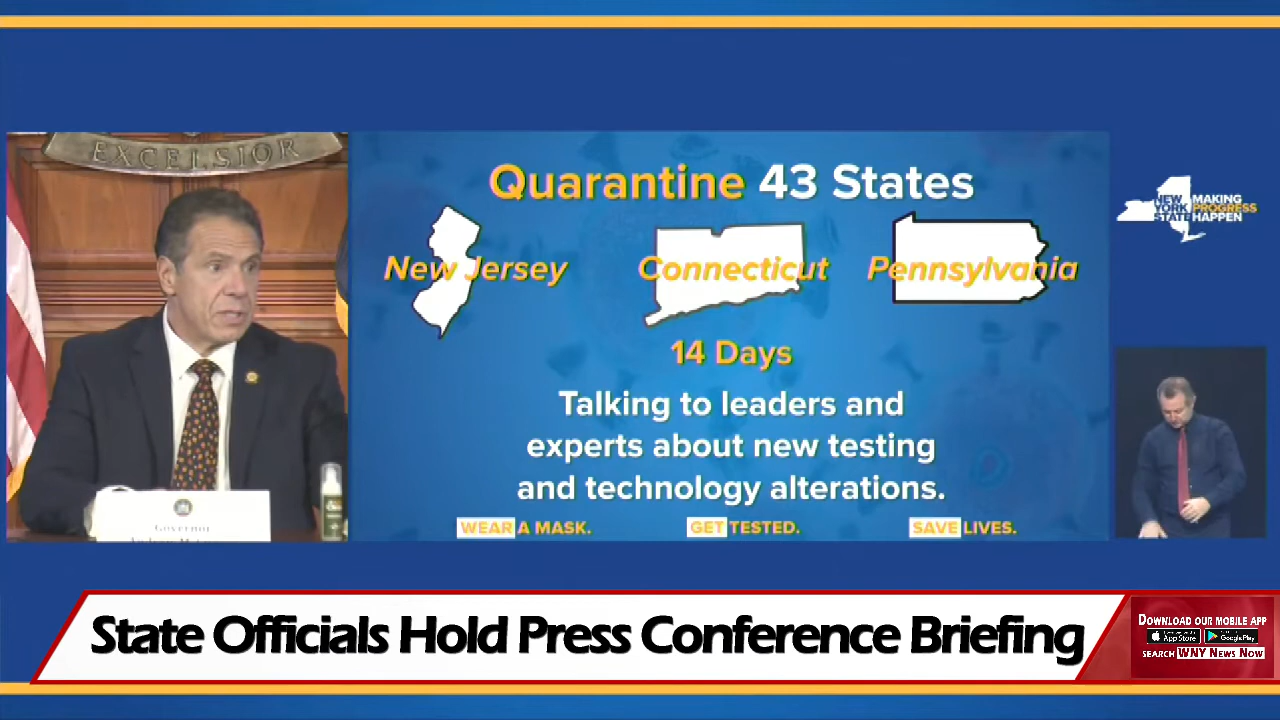 EXCELSIOR
Quarantine 43 States
New Jersey
Connecticut
Pennsylvania
14 Days
Talking to leaders and
experts about new testing
and technology alterations.
WEAR A MASK.
GET TESTED.
SAVE LIVES.
NEW YORK STATE
MAKING
PROGRESS
HAPPEN
Governor
State Officials Hold Press Conference Briefing
DOWNLOAD OUR MOBILE APP
App Store
Google Play
SEARCH WNY NEWS NOW